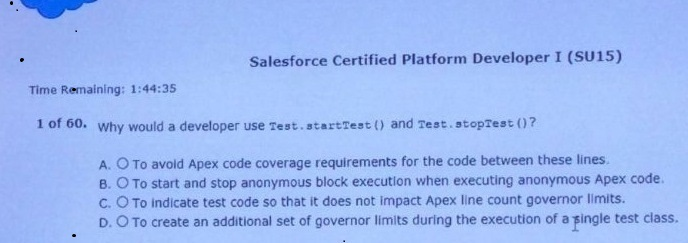 Salesforce Certified Platform Developer I (SU15)
Time Remaining: 1:44:35
1 of 60. Why would a developer use Test.startTest() and Test.stopTest()?
A. To avoid Apex code coverage requirements for the code between these lines.
B. To start and stop anonymous block execution when executing anonymous Apex code.
C. To indicate test code so that it does not impact Apex line count governor limits.
D. To create an additional set of governor limits during the execution of a single test class.